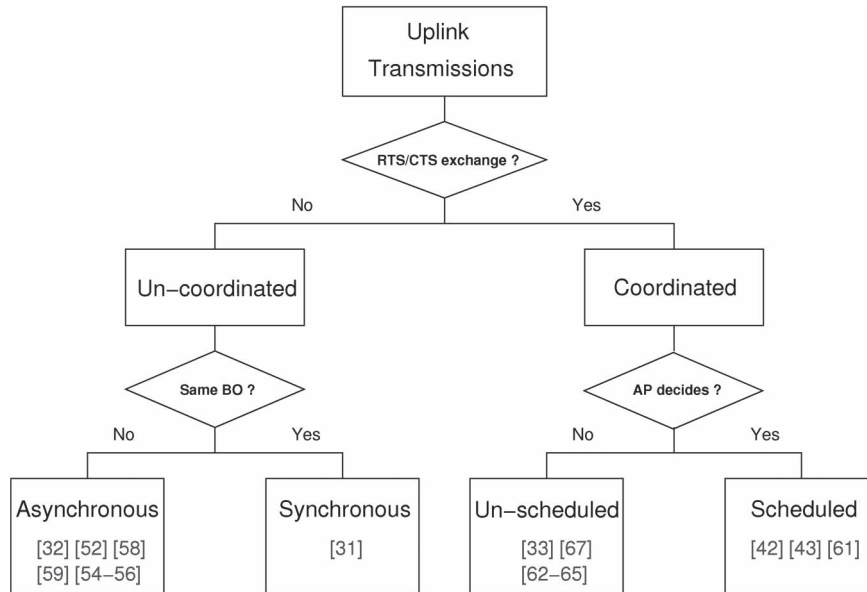 Uplink
Transmissions
RTS/CTS exchange ?
No
Yes
Un−coordinated
Coordinated
Same BO ?
AP decides ?
No
Yes
No
Yes
Asynchronous
[32] [52] [58]
[59] [54−56]
Synchronous
[31]
Un−scheduled
[33] [67]
[62−65]
Scheduled
[42] [43] [61]